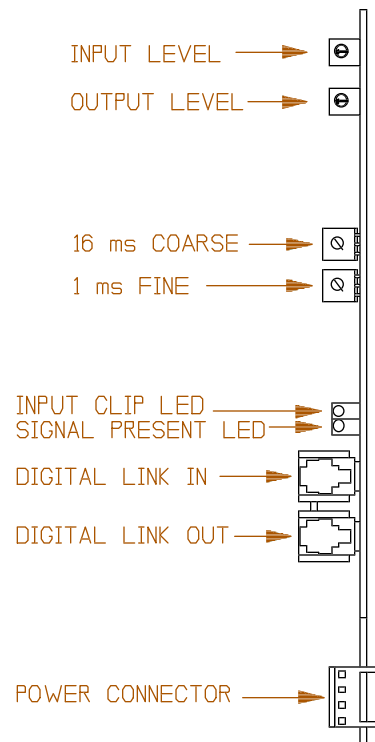 INPUT LEVEL
OUTPUT LEVEL
16 ms COARSE
1 ms FINE
INPUT CLIP LED
SIGNAL PRESENT LED
DIGITAL LINK IN
DIGITAL LINK OUT
POWER CONNECTOR